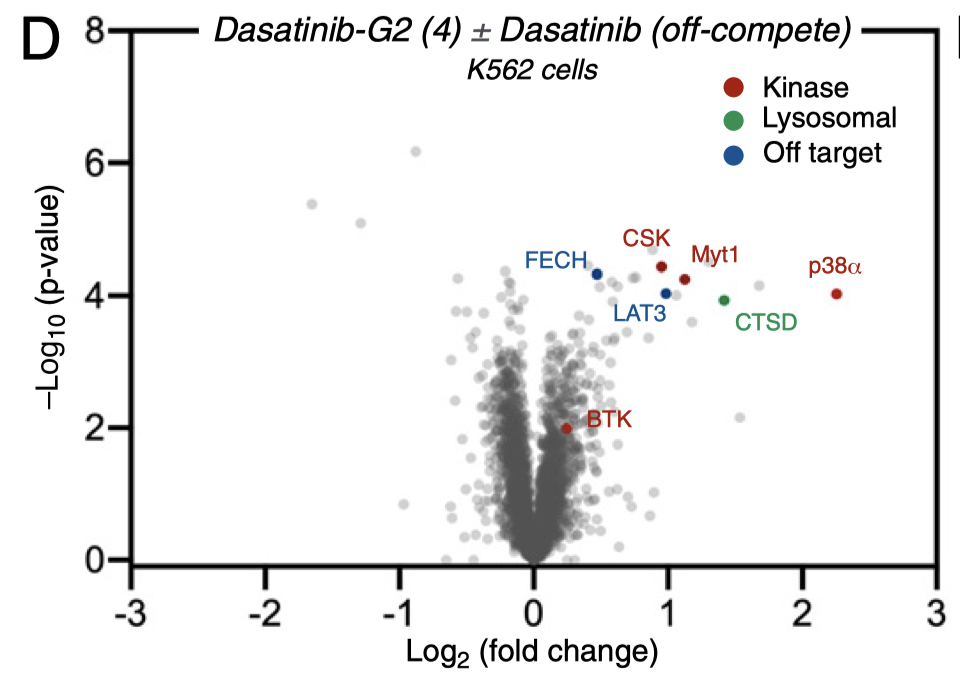 D
Dasatinib-G2 (4) ± Dasatinib (off-compete)
K562 cells
Kinase
Lysosomal
Off target
–Log10 (p-value)
8
6
4
2
0
CSK
Myt1
FECH
p38α
LAT3
CTSD
BTK
-3
-2
-1
0
1
2
3
Log2 (fold change)